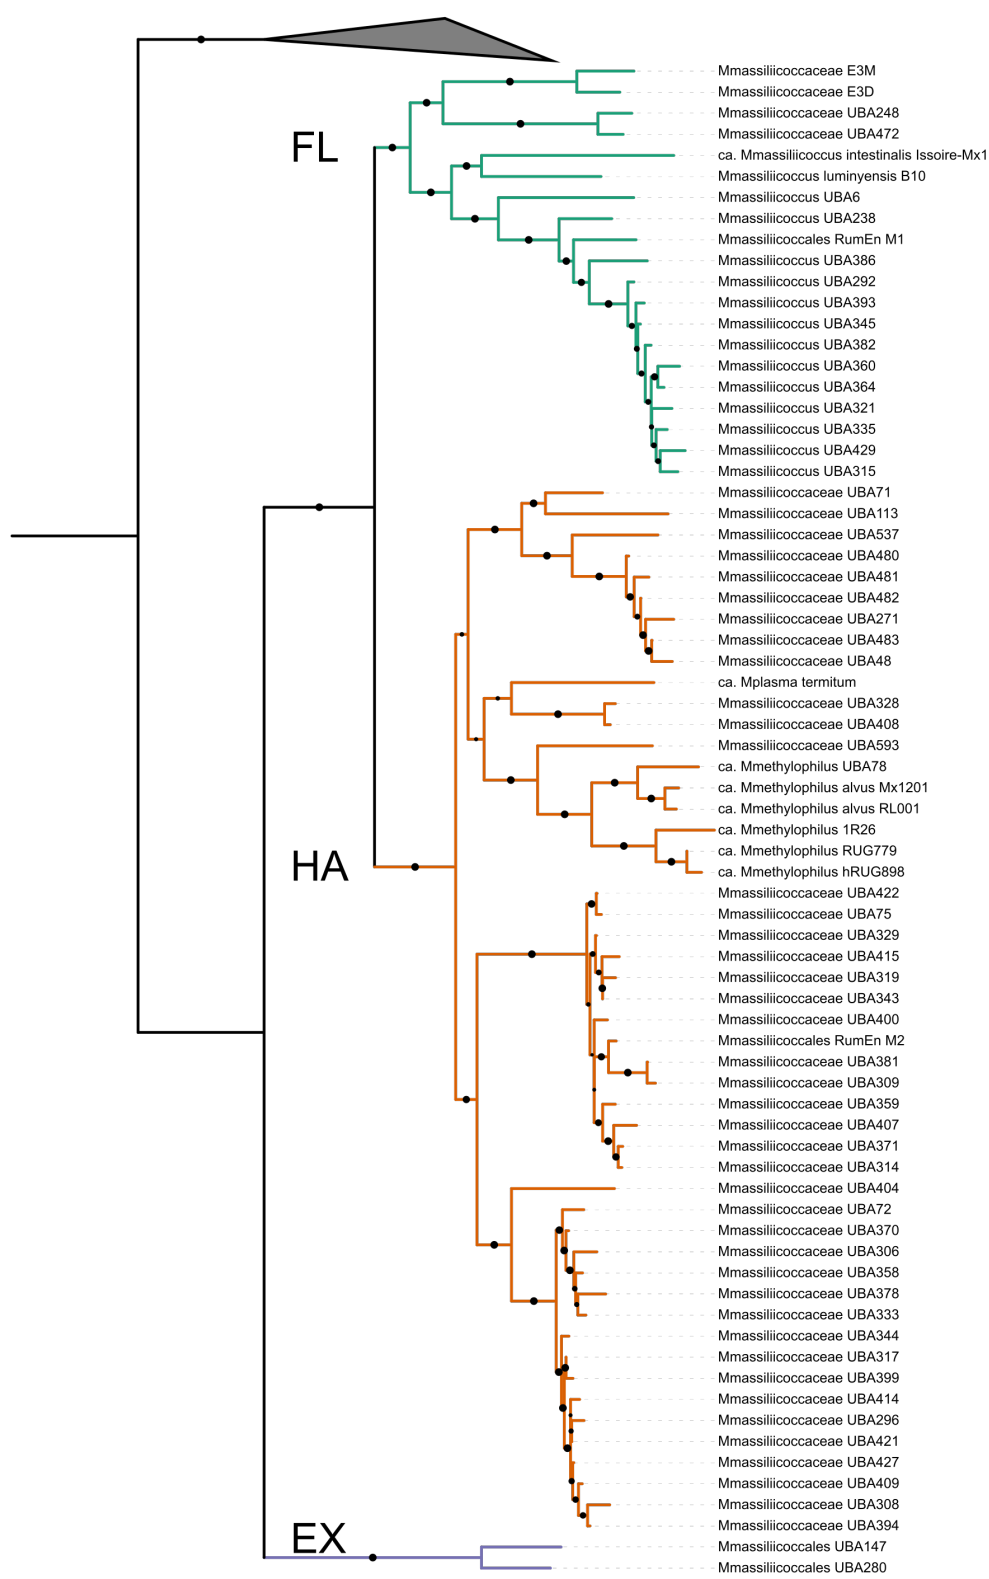 Mmassiliicoccaceae E3M
Mmassiliicoccaceae E3D
Mmassiliicoccaceae UBA248
Mmassiliicoccaceae UBA472
FL
ca. Mmassiliicoccus intestinalis Issoire-Mx1
Mmassiliicoccus luminyensis B10
Mmassiliicoccus UBA6
Mmassiliicoccus UBA238
Mmassiliicoccales RumEn M1
Mmassiliicoccus UBA386
Mmassiliicoccus UBA292
Mmassiliicoccus UBA393
Mmassiliicoccus UBA345
Mmassiliicoccus UBA382
Mmassiliicoccus UBA360
Mmassiliicoccus UBA364
Mmassiliicoccus UBA321
Mmassiliicoccus UBA335
Mmassiliicoccus UBA429
Mmassiliicoccus UBA315
Mmassiliicoccaceae UBA71
Mmassiliicoccaceae UBA113
Mmassiliicoccaceae UBA537
Mmassiliicoccaceae UBA480
Mmassiliicoccaceae UBA481
Mmassiliicoccaceae UBA482
Mmassiliicoccaceae UBA271
Mmassiliicoccaceae UBA483
Mmassiliicoccaceae UBA48
ca. Mplasma termitum
Mmassiliicoccaceae UBA328
Mmassiliicoccaceae UBA408
Mmassiliicoccaceae UBA593
ca. Mmethylophilus UBA78
ca. Mmethylophilus alvus Mx1201
ca. Mmethylophilus alvus RL001
ca. Mmethylophilus 1R26
ca. Mmethylophilus RUG779
HA
ca. Mmethylophilus hRUG898
Mmassiliicoccaceae UBA422
Mmassiliicoccaceae UBA75
Mmassiliicoccaceae UBA329
Mmassiliicoccaceae UBA415
Mmassiliicoccaceae UBA319
Mmassiliicoccaceae UBA343
Mmassiliicoccaceae UBA400
Mmassiliicoccales RumEn M2
Mmassiliicoccaceae UBA381
Mmassiliicoccaceae UBA309
Mmassiliicoccaceae UBA359
Mmassiliicoccaceae UBA407
Mmassiliicoccaceae UBA371
Mmassiliicoccaceae UBA314
Mmassiliicoccaceae UBA404
Mmassiliicoccaceae UBA72
Mmassiliicoccaceae UBA370
Mmassiliicoccaceae UBA306
Mmassiliicoccaceae UBA358
Mmassiliicoccaceae UBA378
Mmassiliicoccaceae UBA333
Mmassiliicoccaceae UBA344
Mmassiliicoccaceae UBA317
Mmassiliicoccaceae UBA399
Mmassiliicoccaceae UBA414
Mmassiliicoccaceae UBA296
Mmassiliicoccaceae UBA421
Mmassiliicoccaceae UBA427
Mmassiliicoccaceae UBA409
Mmassiliicoccaceae UBA308
Mmassiliicoccaceae UBA394
EX
Mmassiliicoccales UBA147
Mmassiliicoccales UBA280